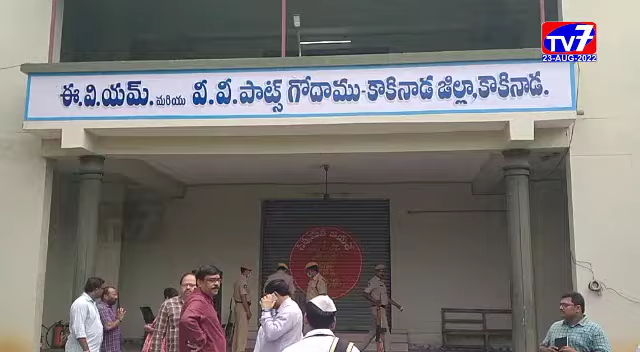 TV7
23-AUG-2022
ఈ.వి.యమ్. మరియు వీ.వీ.పాట్స్ గోదాము-కాకినాడ జిల్లా,కాకినాడ.